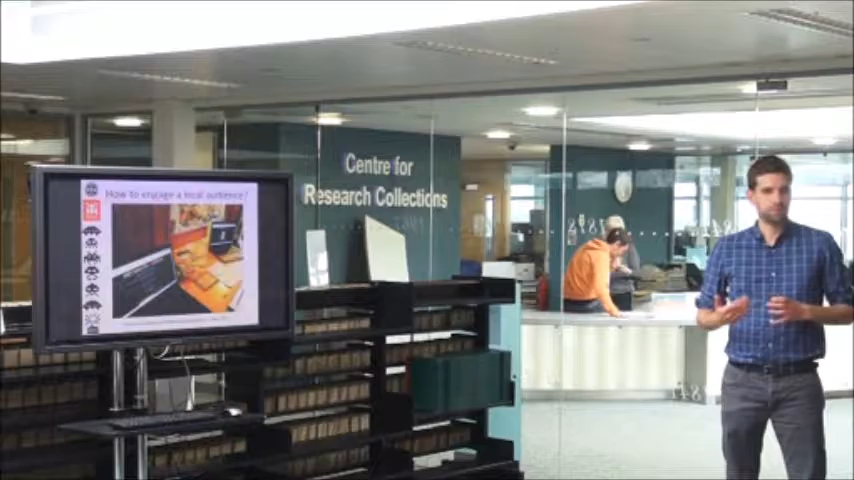 Centre for
Research Collections
How to engage a local audience?